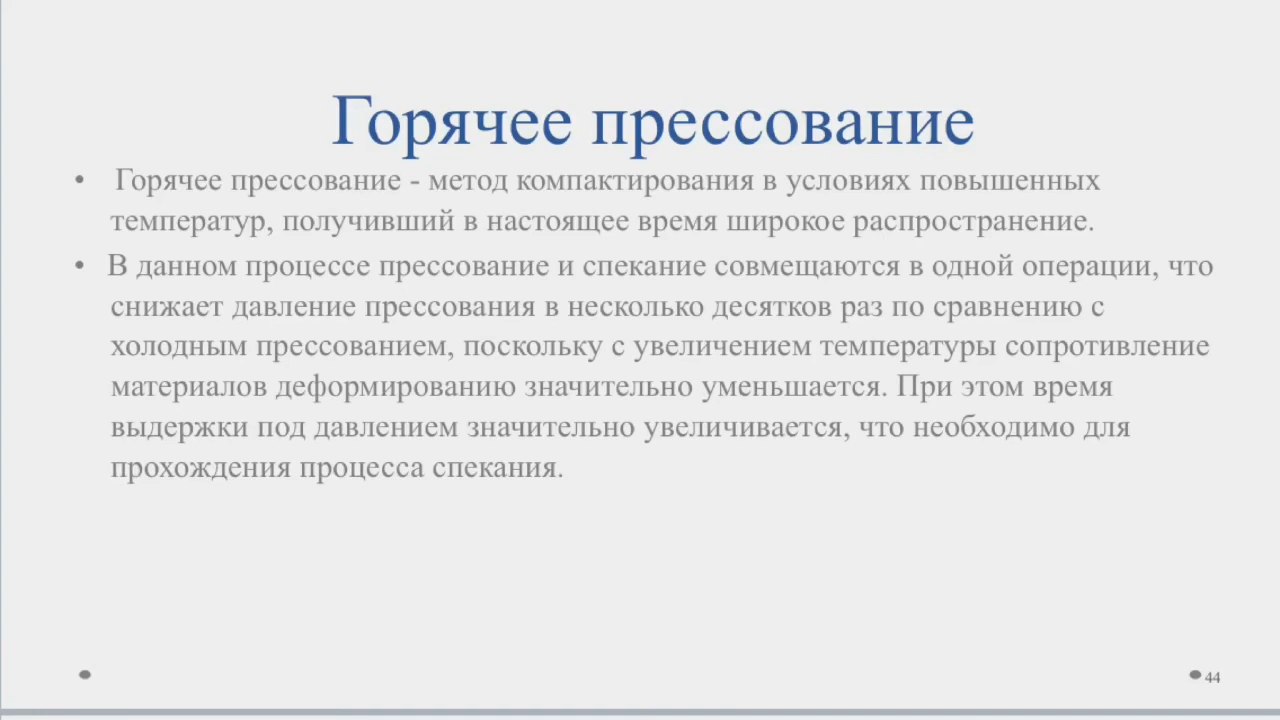 Горячее прессование
• Горячее прессование - метод компактирования в условиях повышенных
температур, получивший в настоящее время широкое распространение.
• В данном процессе прессование и спекание совмещаются в одной операции, что
снижает давление прессования в несколько десятков раз по сравнению с
холодным прессованием, поскольку с увеличением температуры сопротивление
материалов деформированию значительно уменьшается. При этом время
выдержки под давлением значительно увеличивается, что необходимо для
прохождения процесса спекания.
44